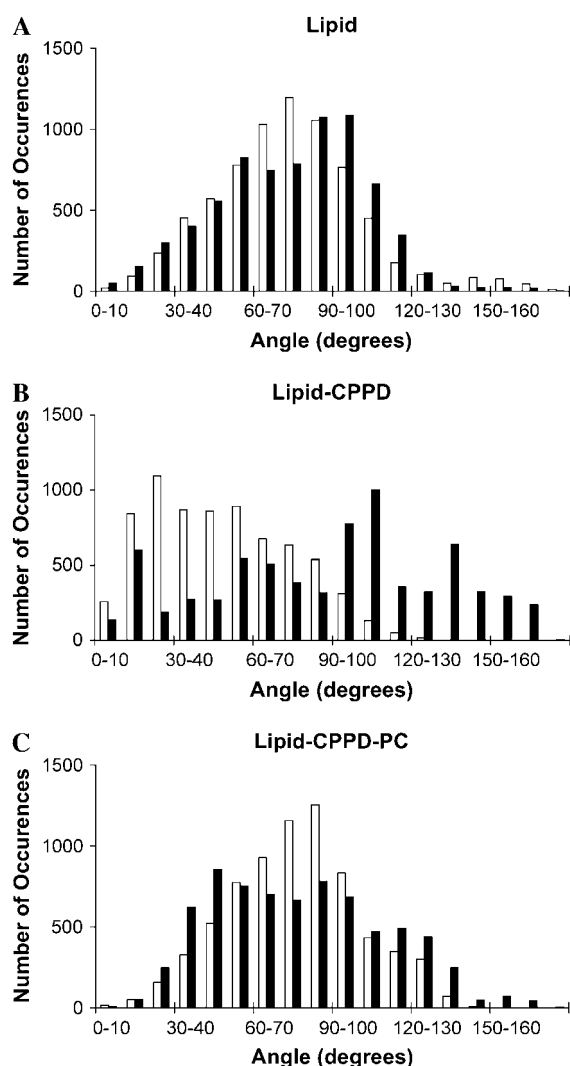 A
Lipid
Number of Occurences
1500
1000
500
0
0-10 30-40 60-70 90-100 120-130 150-160
Angle (degrees)
B
Lipid-CPPD
Number of Occurences
1500
1000
500
0
0-10 30-40 60-70 90-100 120-130 150-160
Angle (degrees)
C
Lipid-CPPD-PC
Number of Occurences
1500
1000
500
0
0-10 30-40 60-70 90-100 120-130 150-160
Angle (degrees)